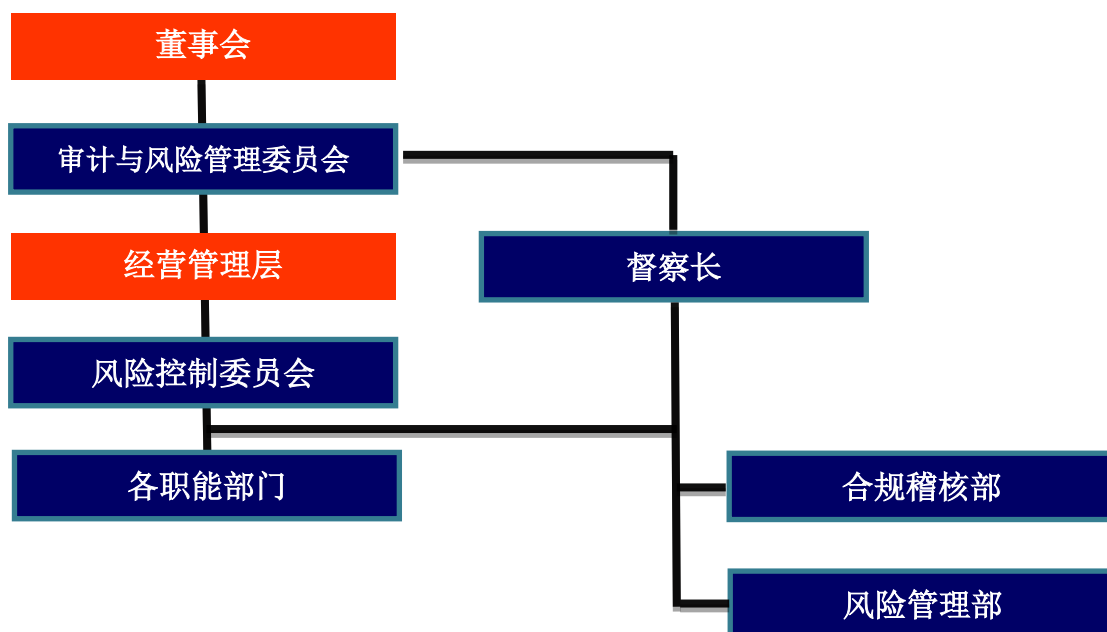 董事会
审计与风险管理委员会
经营管理层
督察长
风险控制委员会
各职能部门
合规稽核部
风险管理部